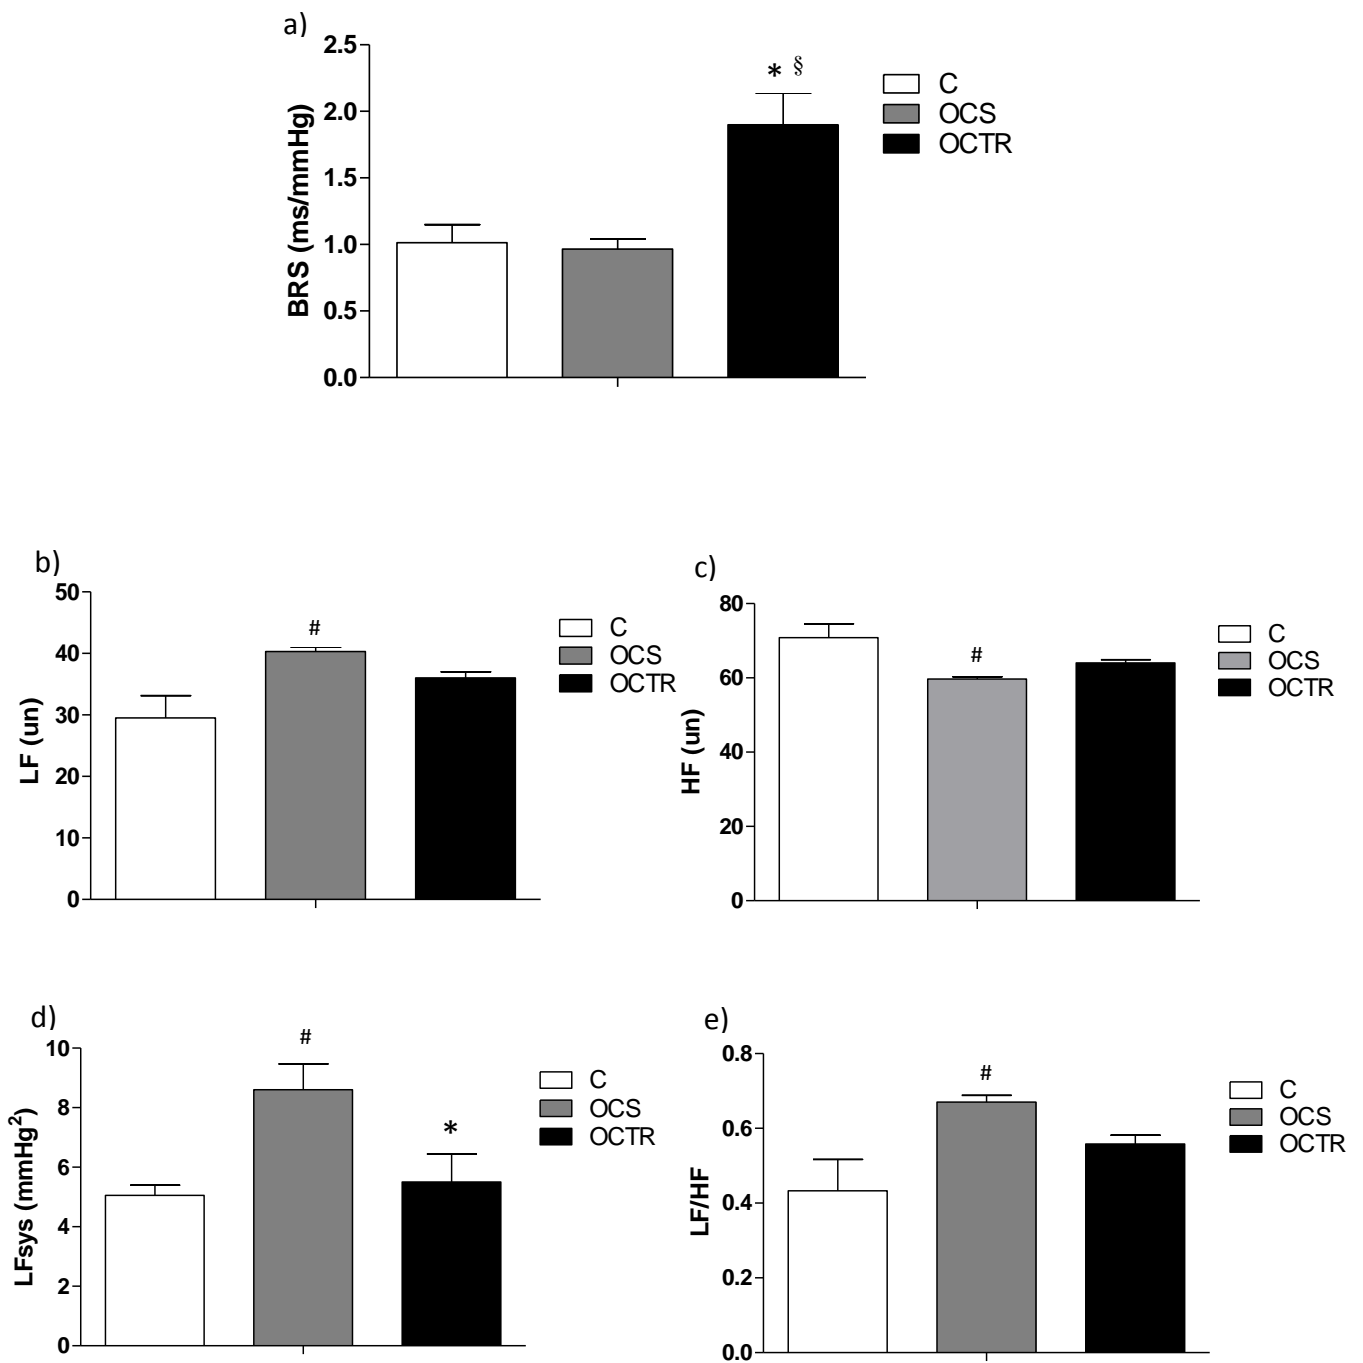 a)
BRS (ms/mmHg)
2.5
2.0
1.5
1.0
0.5
0.0
* §
C
OCS
OCTR
b)
LF (un)
50
40
30
20
10
0
#
C
OCS
OCTR
c)
HF (un)
80
60
40
20
0
#
C
OCS
OCTR
d)
LFsys (mmHg²)
10
8
6
4
2
0
#
*
C
OCS
OCTR
e)
LF/HF
0.8
0.6
0.4
0.2
0.0
#
C
OCS
OCTR